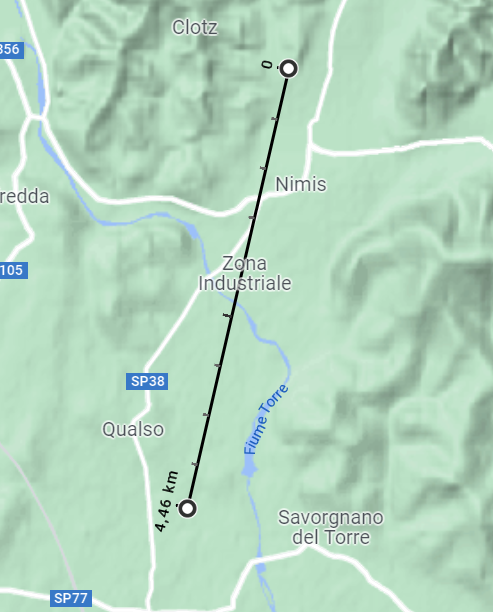 Clotz
356
0
Nimis
redda
Zona
Industriale
105
SP38
Fiume Torre
Qualso
4,46 km
Savorgnano
del Torre
SP77